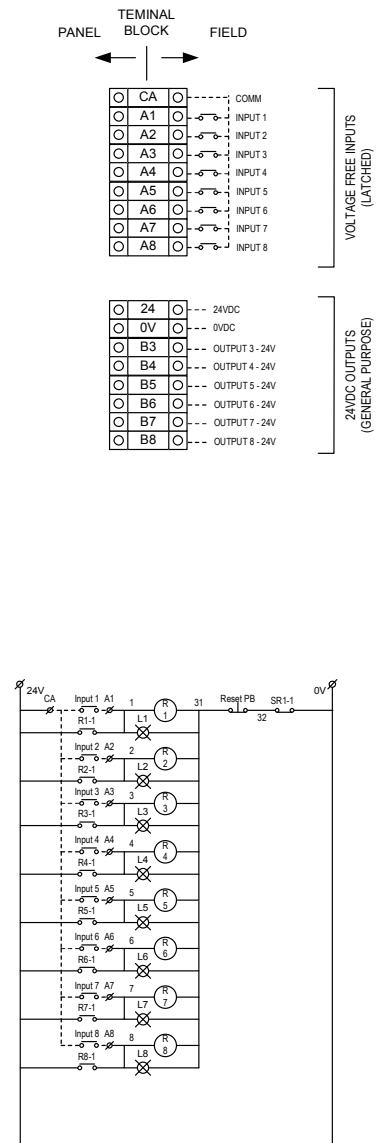 TEMINAL
PANEL BLOCK FIELD
CA COMM
A1 INPUT 1
A2 INPUT 2
A3 INPUT 3
A4 INPUT 4
A5 INPUT 5
A6 INPUT 6
A7 INPUT 7
A8 INPUT 8
VOLTAGE FREE INPUTS
(LATCHED)
24 24VDC
0V 0VDC
B3 OUTPUT 3 - 24V
B4 OUTPUT 4 - 24V
B5 OUTPUT 5 - 24V
B6 OUTPUT 6 - 24V
B7 OUTPUT 7 - 24V
B8 OUTPUT 8 - 24V
24VDC OUTPUTS
(GENERAL PURPOSE)
24V 0V
CA Input 1 A1 1 R 1 31 Reset PB SR1-1
32
R1-1 L1
Input 2 A2 2 R 2
R2-1 L2
Input 3 A3 3 R 3
R3-1 L3
Input 4 A4 4 R 4
R4-1 L4
Input 5 A5 5 R 5
R5-1 L5
Input 6 A6 6 R 6
R6-1 L6
Input 7 A7 7 R 7
R7-1 L7
Input 8 A8 8 R 8
R8-1 L8